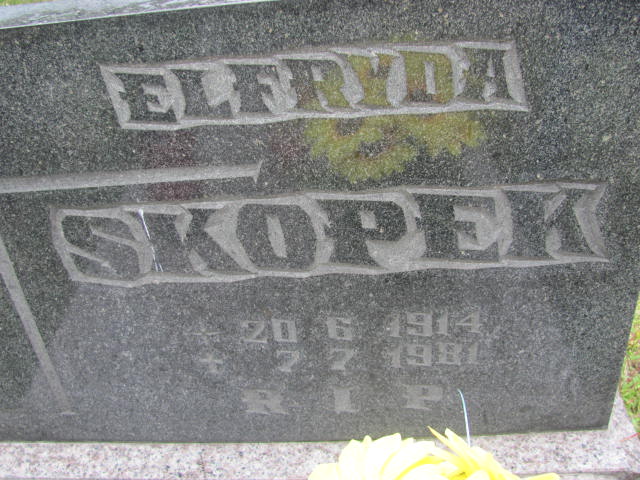 ELFRYDA
SKOPEK
* 20 6 1914
+ 7 7 1981
R I P